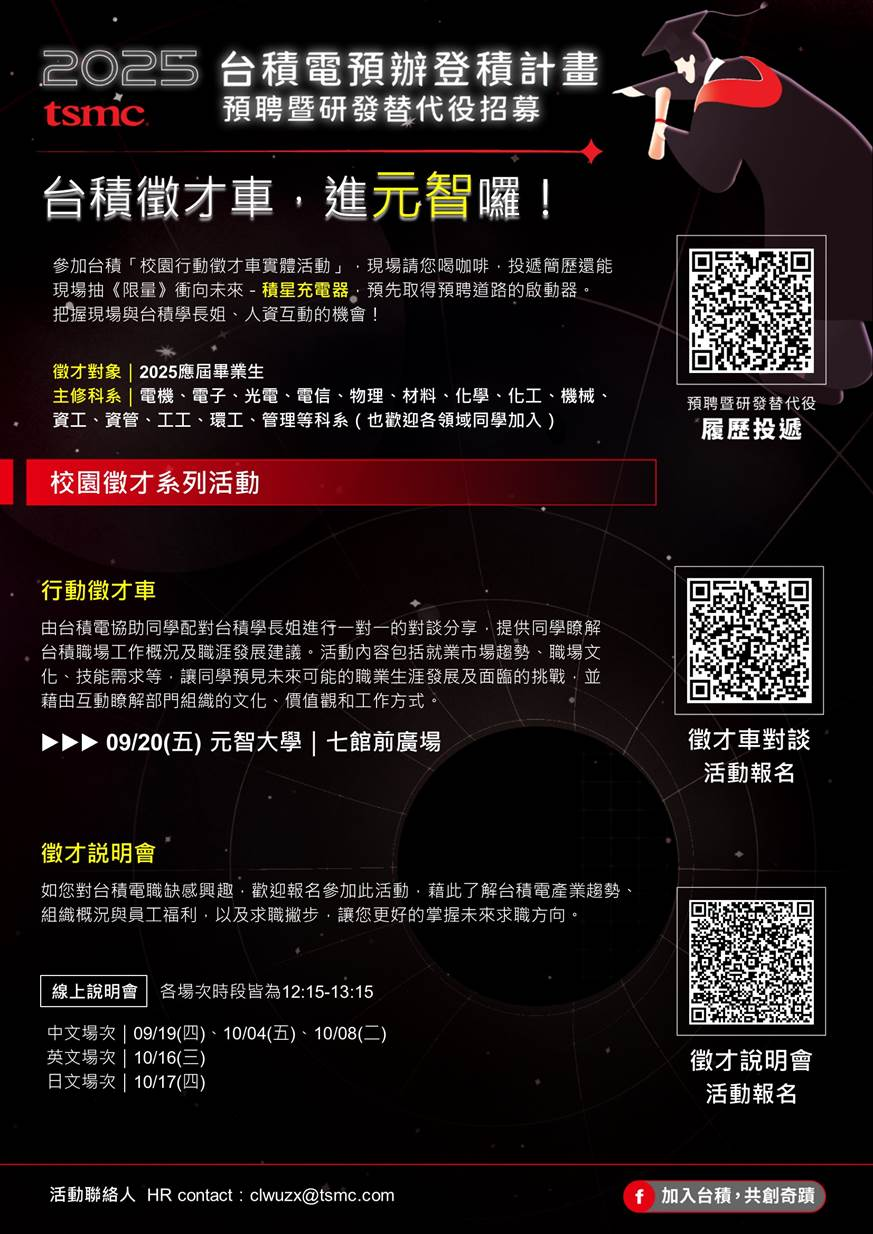 2025 台積電預辦登積計畫
tsmc 預聘暨研發替代役招募
台積徵才車，進元智囉！
參加台積「校園行動徵才車實體活動」，現場請您喝咖啡，投遞簡歷還能
現場抽《限量》衝向未來－積星充電器，預先取得預聘道路的啟動器。
把握現場與台積學長姐、人資互動的機會！
預聘暨研發替代役
履歷投遞
徵才對象｜2025應屆畢業生
主修科系｜電機、電子、光電、電信、物理、材料、化學、化工、機械、
資工、資管、工工、環工、管理等科系（也歡迎各領域同學加入）
校園徵才系列活動
行動徵才車
由台積電協助同學配對台積學長姐進行一對一的對談分享，提供同學瞭解
台積職場工作概況及職涯發展建議。活動內容包括就業市場趨勢、職場文
化、技能需求等，讓同學預見未來可能的職業生涯發展及面臨的挑戰，並
藉由互動瞭解部門組織的文化、價值觀和工作方式。
▶▶▶ 09/20(五) 元智大學｜七館前廣場
徵才車對談
活動報名
徵才說明會
如您對台積電職缺感興趣，歡迎報名參加此活動，藉此了解台積電產業趨勢、
組織概況與員工福利，以及求職撇步，讓您更好的掌握未來求職方向。
線上說明會 各場次時段皆為12:15-13:15
中文場次｜09/19(四)、10/04(五)、10/08(二)
英文場次｜10/16(三)
日文場次｜10/17(四)
徵才說明會
活動報名
活動聯絡人 HR contact：clwuzx@tsmc.com
f 加入台積，共創奇蹟